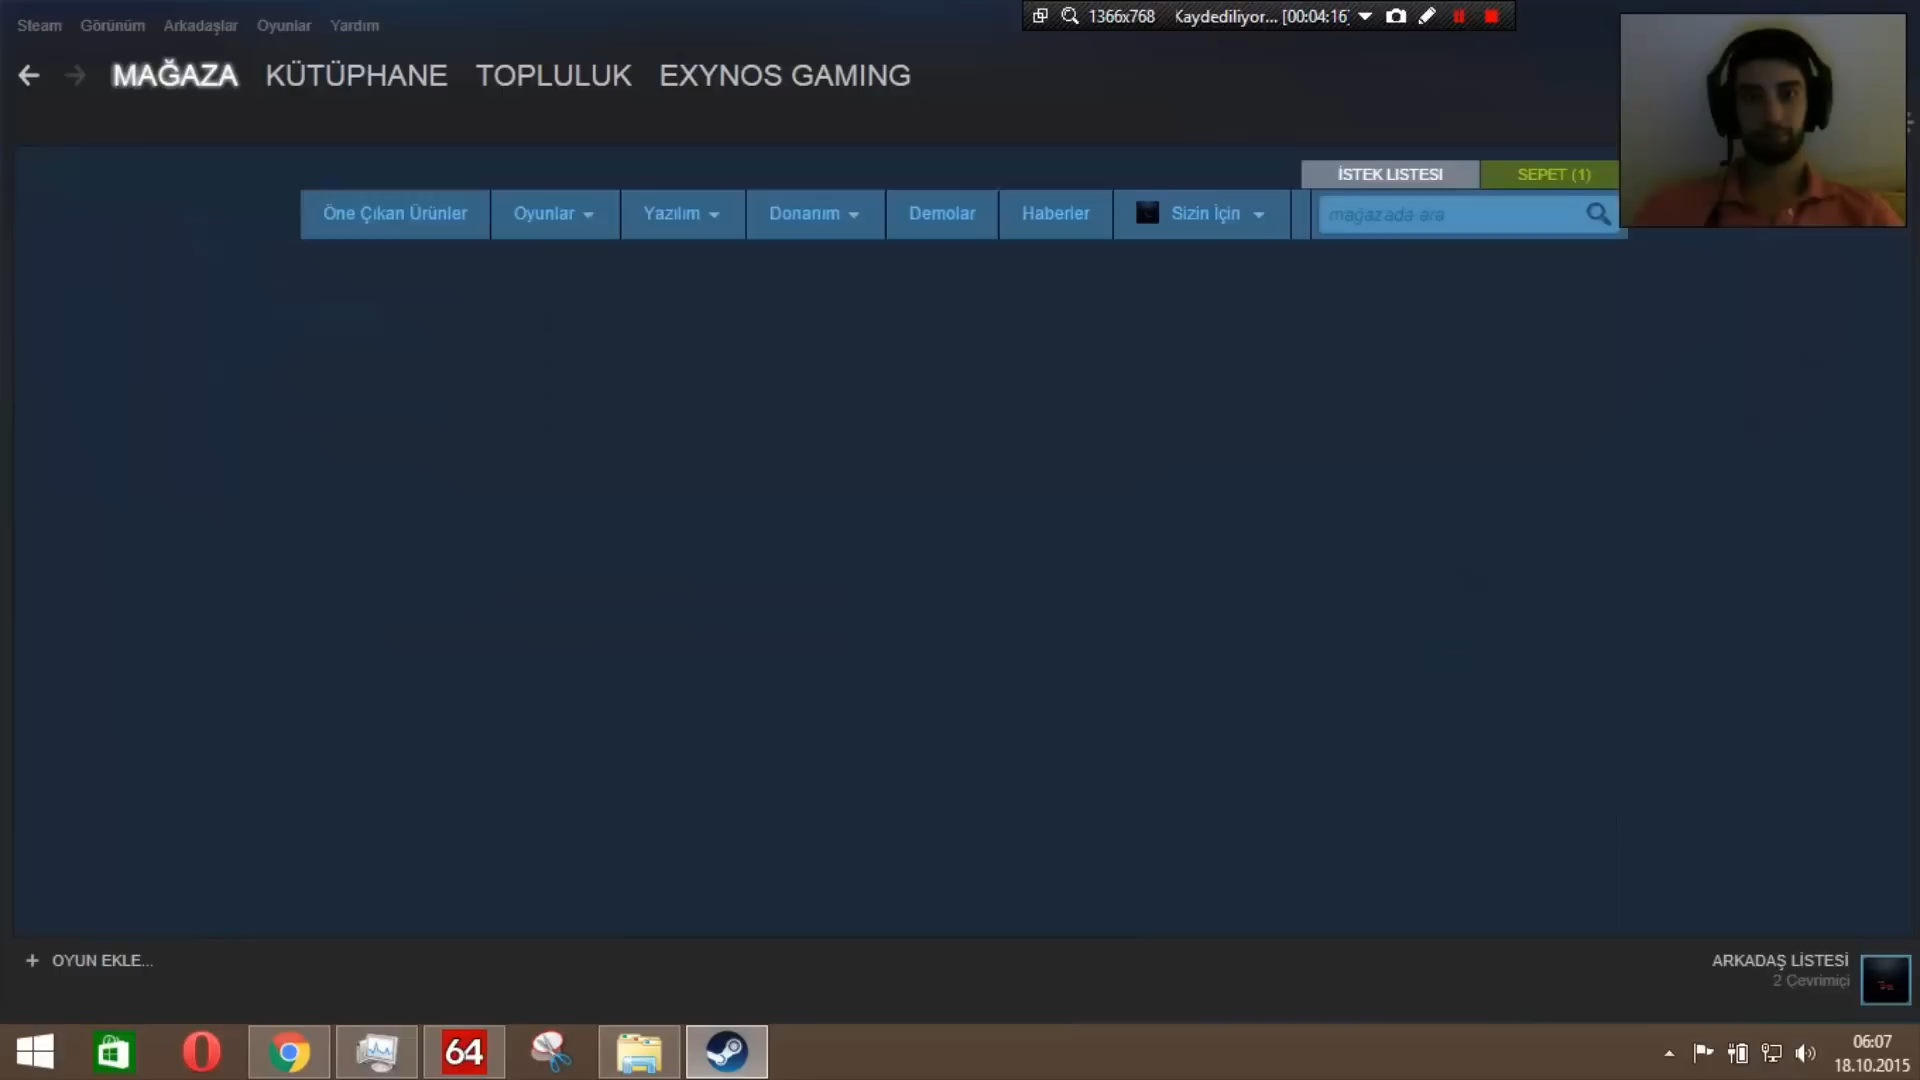 Steam Görünüm Arkadaşlar Oyunlar Yardım
1366x768 Kaydediliyor... [00:04:16]
MAĞAZA KÜTÜPHANE TOPLULUK EXYNOS GAMING
İSTEK LISTESI SEPET (1)
Öne Çıkan Ürünler Oyunlar Yazılım Donanım Demolar Haberler Sizin İçin mağazada ara
+ OYUN EKLE...
ARKADAŞ LİSTESİ
2 Çevrimiçi
64
06:07
18.10.2015